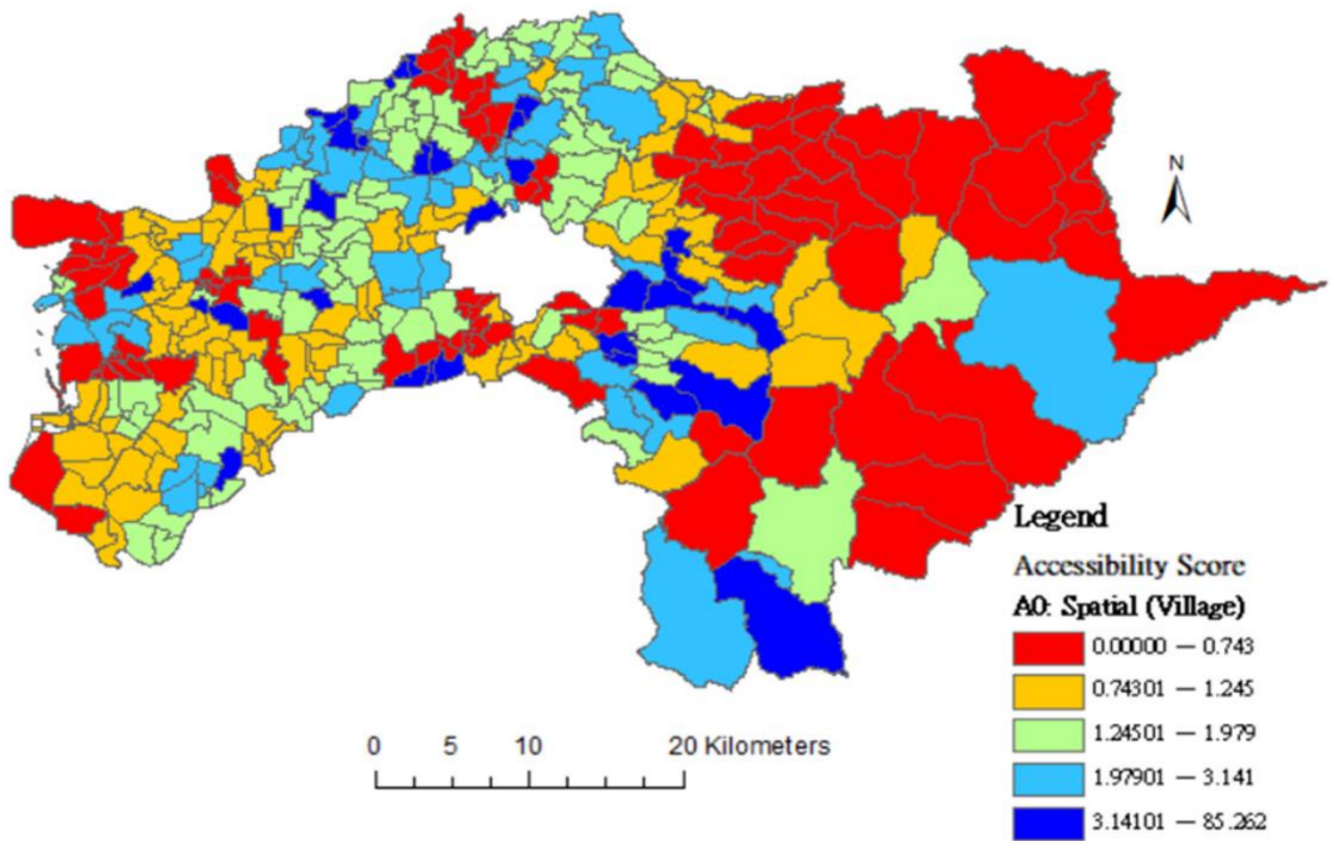 N
Legend
Accessibility Score
A0: Spatial (Village)
0.00000 — 0.743
0.74301 — 1.245
1.24501 — 1.979
1.97901 — 3.141
3.14101 — 85.262
0 5 10 20 Kilometers